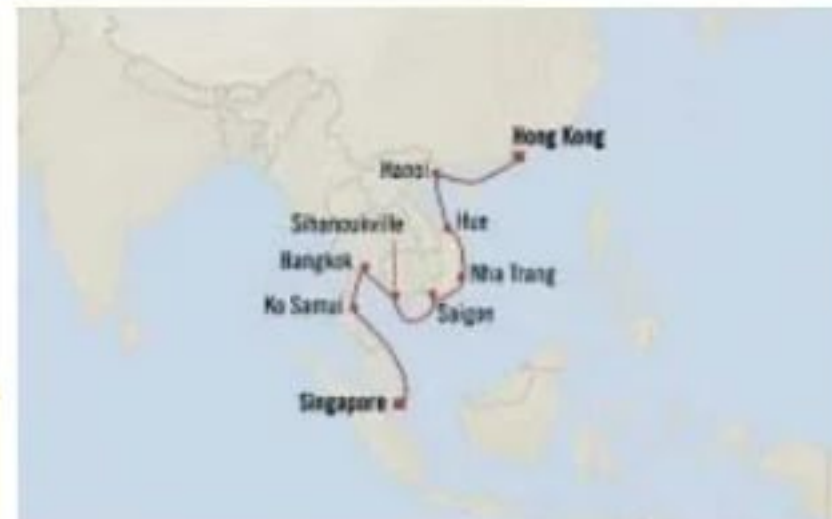 Hong Kong
Hanoi
Hue
Sihanoukville
Bangkok
Nha Trang
Ko Samui
Saigon
Singapore